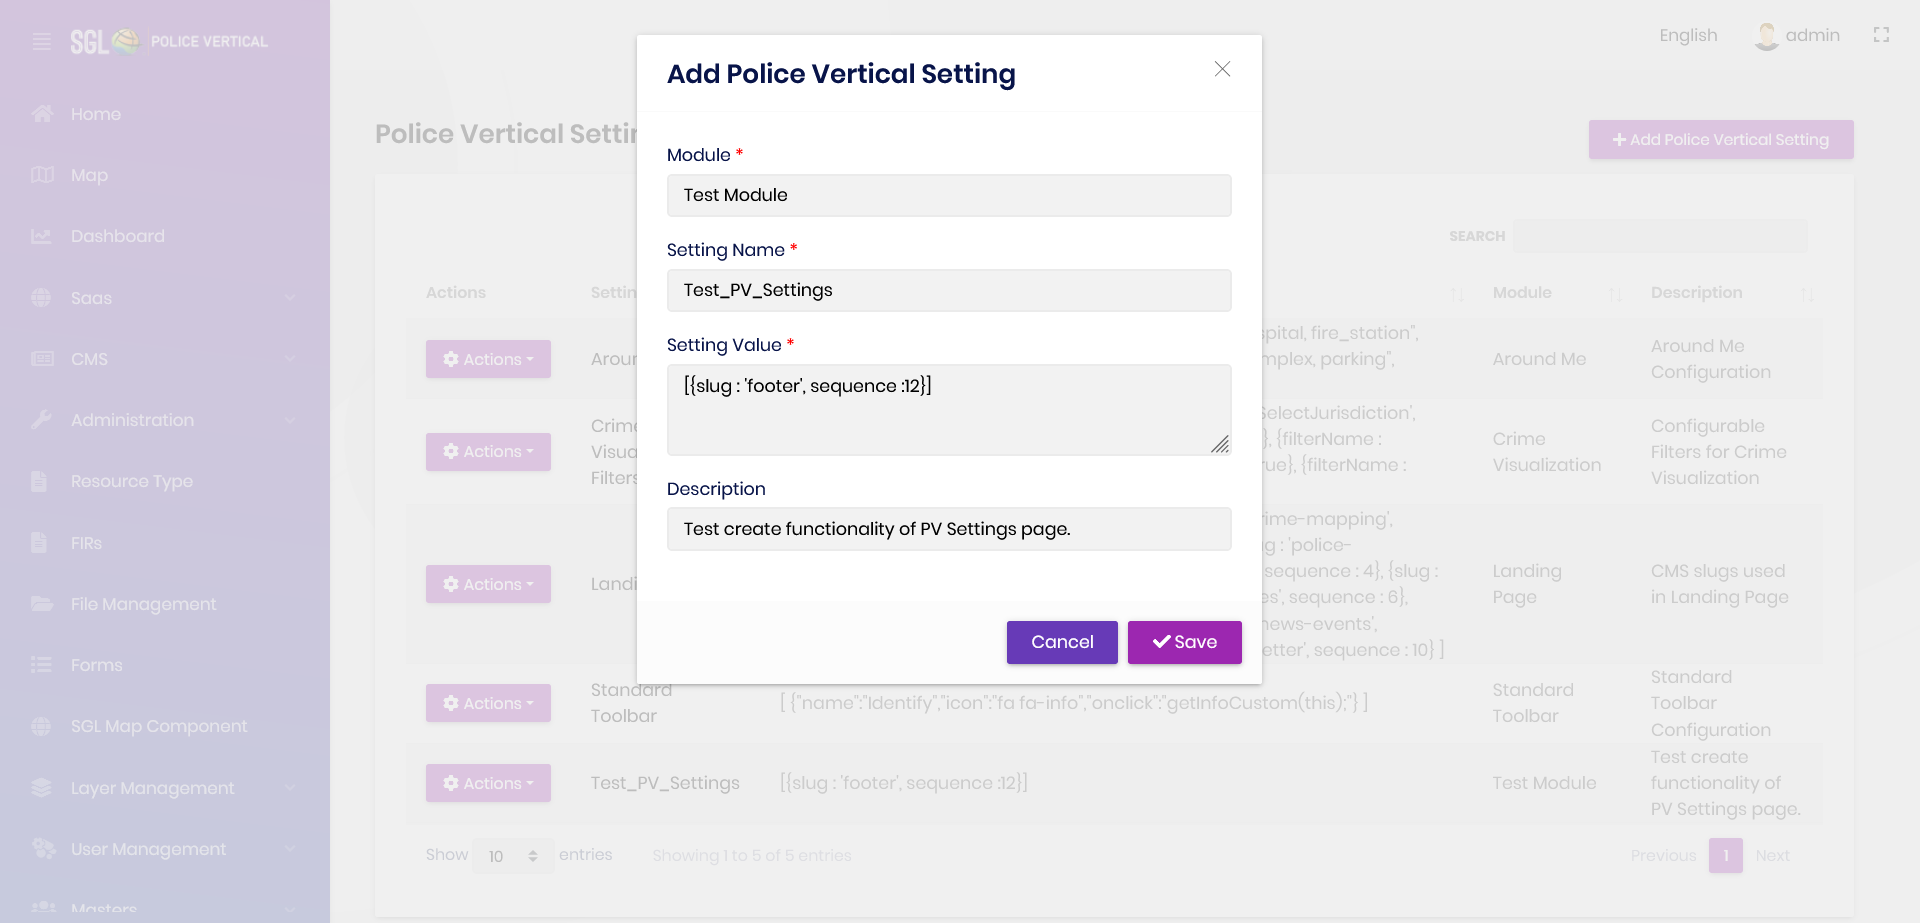 SGL POLICE VERTICAL
Home
Map
Dashboard
Saas
CMS
Administration
Resource Type
FIRs
File Management
Forms
SGL Map Component
Layer Management
User Management
Masters
English
admin
Police Vertical Settin
+ Add Police Vertical Setting
SEARCH
Actions Settin Module Description
Actions
Aroun
spital, fire_station",
mplex, parking",
Around Me
Around Me
Configuration
Actions
Crime
Visua
Filters
SelectJurisdiction',
}, {filterName :
rue}, {filterName :
Crime
Visualization
Configurable
Filters for Crime
Visualization
Actions
Landi
rime-mapping',
g : 'police-
sequence : 4}, {slug :
es', sequence : 6},
news-events',
etter', sequence : 10} ]
Landing
Page
CMS slugs used
in Landing Page
Actions
Standard
Toolbar
[ {"name":"Identify","icon":"fa fa-info","onclick":"getInfoCustom(this);"} ]
Standard
Toolbar
Standard
Toolbar
Configuration
Actions
Test_PV_Settings
[{slug : 'footer', sequence :12}]
Test Module
Test create
functionality of
PV Settings page.
Show 10 entries Showing 1 to 5 of 5 entries
Previous 1 Next
Add Police Vertical Setting
Module *
Test Module
Setting Name *
Test_PV_Settings
Setting Value *
[{slug : 'footer', sequence :12}]
Description
Test create functionality of PV Settings page.
Cancel Save